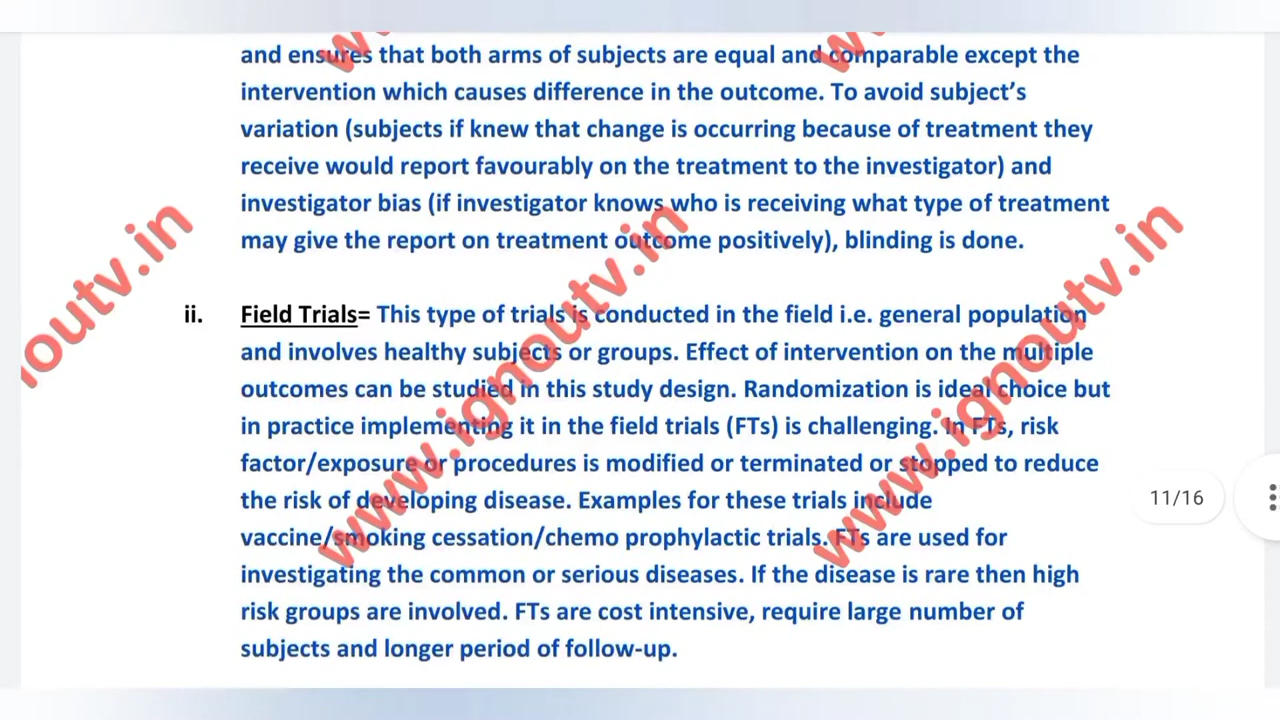 and ensures that both arms of subjects are equal and comparable except the
intervention which causes difference in the outcome. To avoid subject's
variation (subjects if knew that change is occurring because of treatment they
receive would report favourably on the treatment to the investigator) and
investigator bias (if investigator knows who is receiving what type of treatment
may give the report on treatment outcome positively), blinding is done.
ii. Field Trials= This type of trials is conducted in the field i.e. general population
and involves healthy subjects or groups. Effect of intervention on the multiple
outcomes can be studied in this study design. Randomization is ideal choice but
in practice implementing it in the field trials (FTs) is challenging. In FTs, risk
factor/exposure or procedures is modified or terminated or stopped to reduce
the risk of developing disease. Examples for these trials include
vaccine/smoking cessation/chemo prophylactic trials. FTs are used for
investigating the common or serious diseases. If the disease is rare then high
risk groups are involved. FTs are cost intensive, require large number of
subjects and longer period of follow-up.
11/16
noutv.in
www.ignoutv.in
www.ignoutv.in